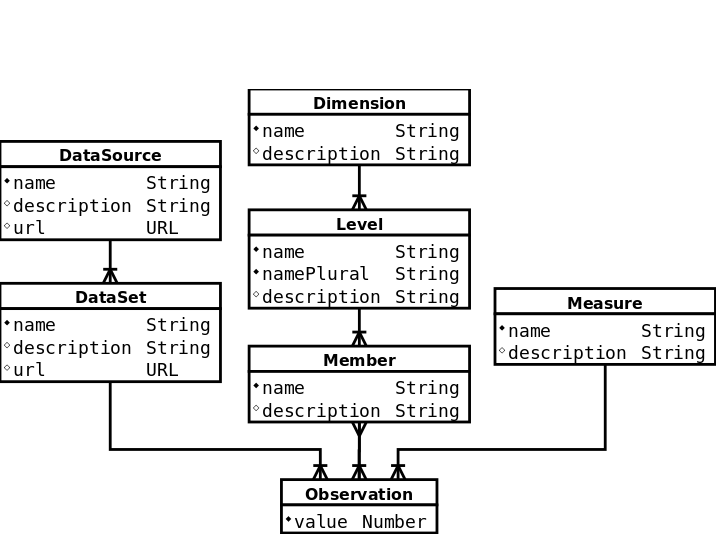 Dimension
name String
description String
DataSource
name String
description String
url URL
Level
name String
namePlural String
description String
DataSet
name String
description String
url URL
Measure
name String
description String
Member
name String
description String
Observation
value Number